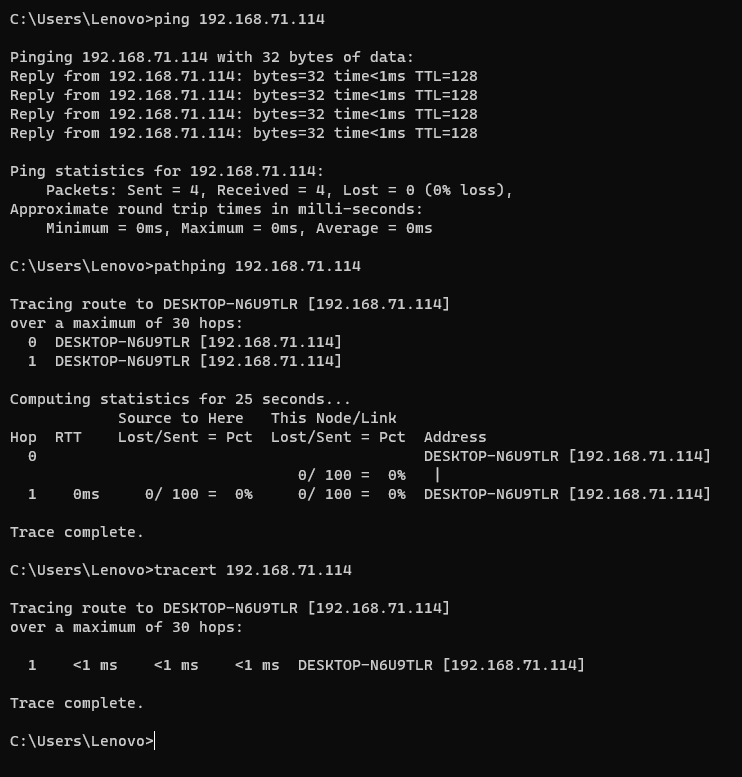 C:\Users\Lenovo>ping 192.168.71.114
Pinging 192.168.71.114 with 32 bytes of data:
Reply from 192.168.71.114: bytes=32 time<1ms TTL=128
Reply from 192.168.71.114: bytes=32 time<1ms TTL=128
Reply from 192.168.71.114: bytes=32 time<1ms TTL=128
Reply from 192.168.71.114: bytes=32 time<1ms TTL=128
Ping statistics for 192.168.71.114:
    Packets: Sent = 4, Received = 4, Lost = 0 (0% loss),
Approximate round trip times in milli-seconds:
    Minimum = 0ms, Maximum = 0ms, Average = 0ms
C:\Users\Lenovo>pathping 192.168.71.114
Tracing route to DESKTOP-N6U9TLR [192.168.71.114]
over a maximum of 30 hops:
  0  DESKTOP-N6U9TLR [192.168.71.114]
  1  DESKTOP-N6U9TLR [192.168.71.114]
Computing statistics for 25 seconds...
            Source to Here   This Node/Link
Hop  RTT    Lost/Sent = Pct  Lost/Sent = Pct  Address
  0                                           DESKTOP-N6U9TLR [192.168.71.114]
                                0/ 100 =  0%   |
  1    0ms     0/ 100 =  0%     0/ 100 =  0%  DESKTOP-N6U9TLR [192.168.71.114]
Trace complete.
C:\Users\Lenovo>tracert 192.168.71.114
Tracing route to DESKTOP-N6U9TLR [192.168.71.114]
over a maximum of 30 hops:
  1    <1 ms    <1 ms    <1 ms  DESKTOP-N6U9TLR [192.168.71.114]
Trace complete.
C:\Users\Lenovo>